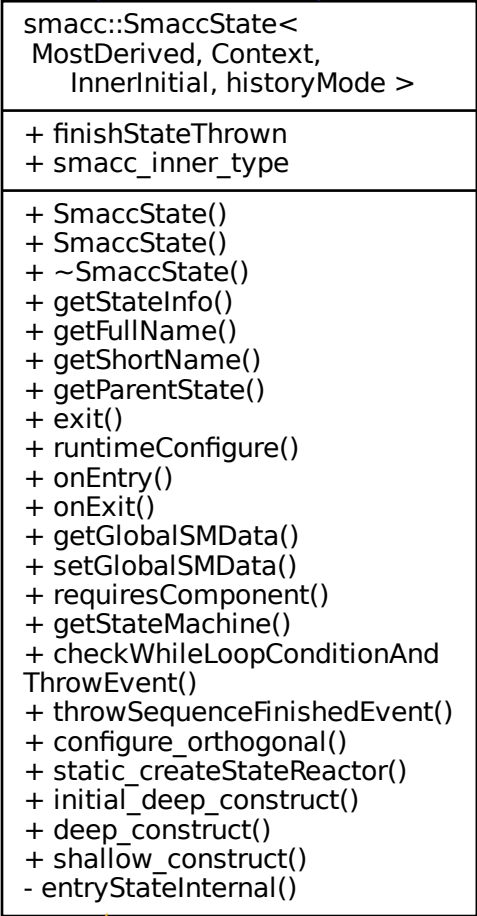 smacc::SmaccState<
MostDerived, Context,
InnerInitial, historyMode >
+ finishStateThrown
+ smacc_inner_type
+ SmaccState()
+ SmaccState()
+ ~SmaccState()
+ getStateInfo()
+ getFullName()
+ getShortName()
+ getParentState()
+ exit()
+ runtimeConfigure()
+ onEntry()
+ onExit()
+ getGlobalSMData()
+ setGlobalSMData()
+ requiresComponent()
+ getStateMachine()
+ checkWhileLoopConditionAnd
ThrowEvent()
+ throwSequenceFinishedEvent()
+ configure_orthogonal()
+ static_createStateReactor()
+ initial_deep_construct()
+ deep_construct()
+ shallow_construct()
- entryStateInternal()